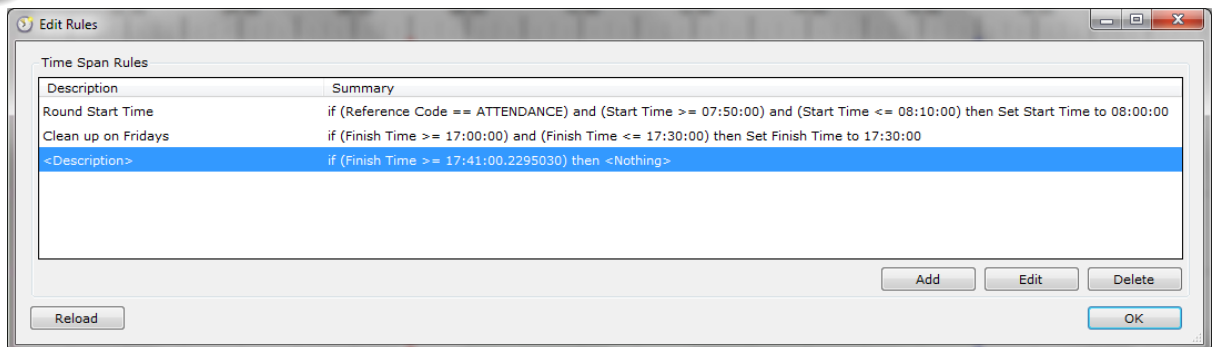 Edit Rules
Time Span Rules
Description Summary
Round Start Time if (Reference Code == ATTENDANCE) and (Start Time >= 07:50:00) and (Start Time <= 08:10:00) then Set Start Time to 08:00:00
Clean up on Fridays if (Finish Time >= 17:00:00) and (Finish Time <= 17:30:00) then Set Finish Time to 17:30:00
<Description> if (Finish Time >= 17:41:00.2295030) then <Nothing>
Add Edit Delete
Reload OK